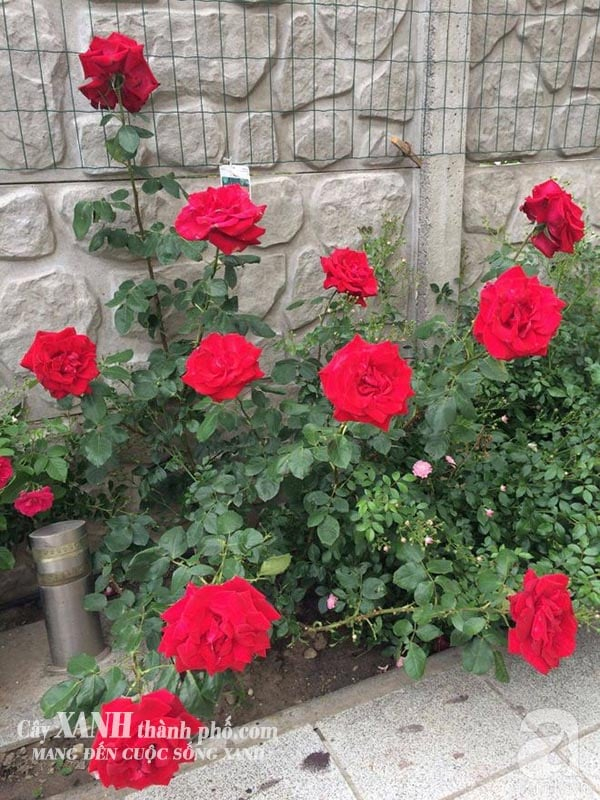 Cây XANH thành phố.com
MANG ĐẾN CUỘC SỐNG XANH